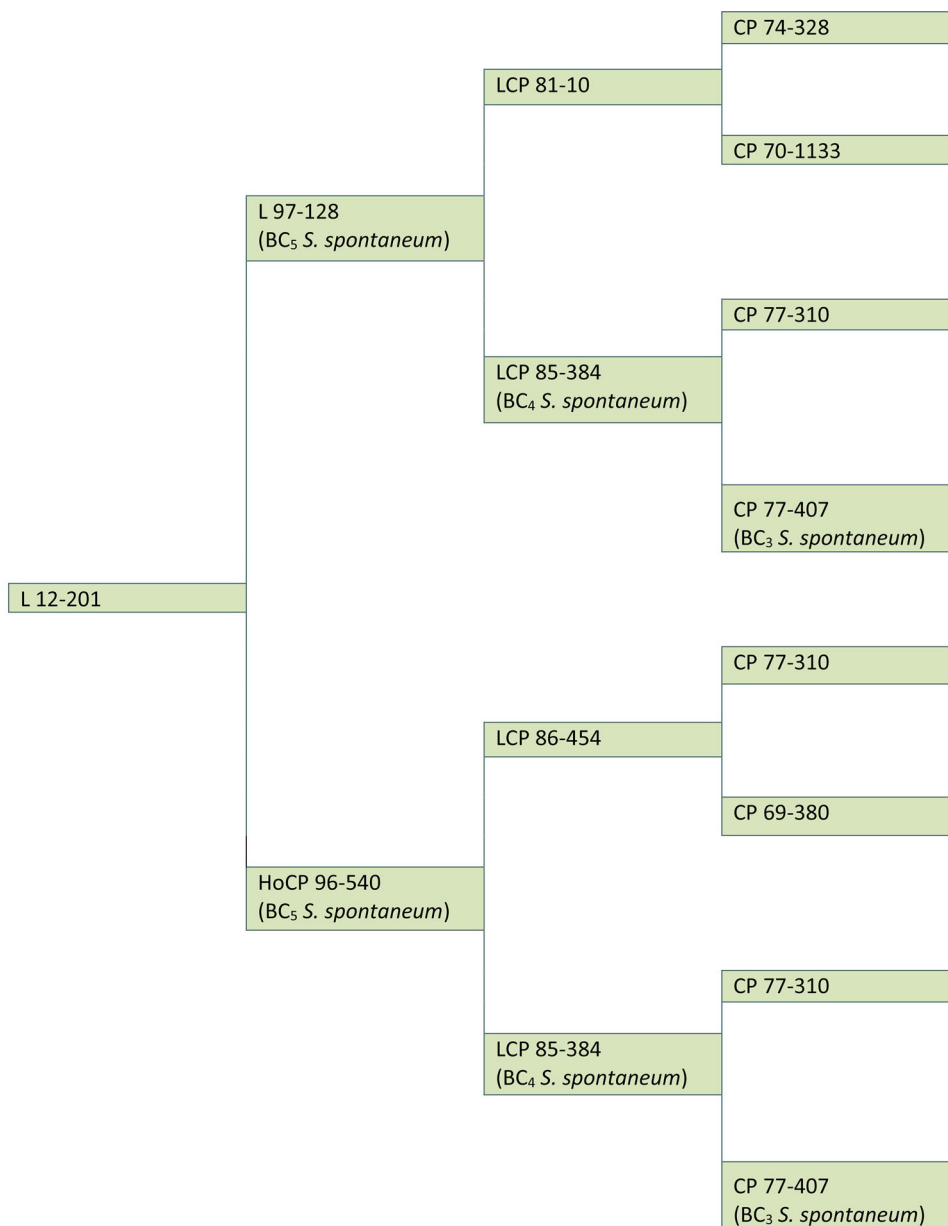 CP 74-328
LCP 81-10
CP 70-1133
L 97-128
(BC₅ S. spontaneum)
CP 77-310
LCP 85-384
(BC₄ S. spontaneum)
CP 77-407
(BC₃ S. spontaneum)
L 12-201
CP 77-310
LCP 86-454
CP 69-380
HoCP 96-540
(BC₅ S. spontaneum)
CP 77-310
LCP 85-384
(BC₄ S. spontaneum)
CP 77-407
(BC₃ S. spontaneum)